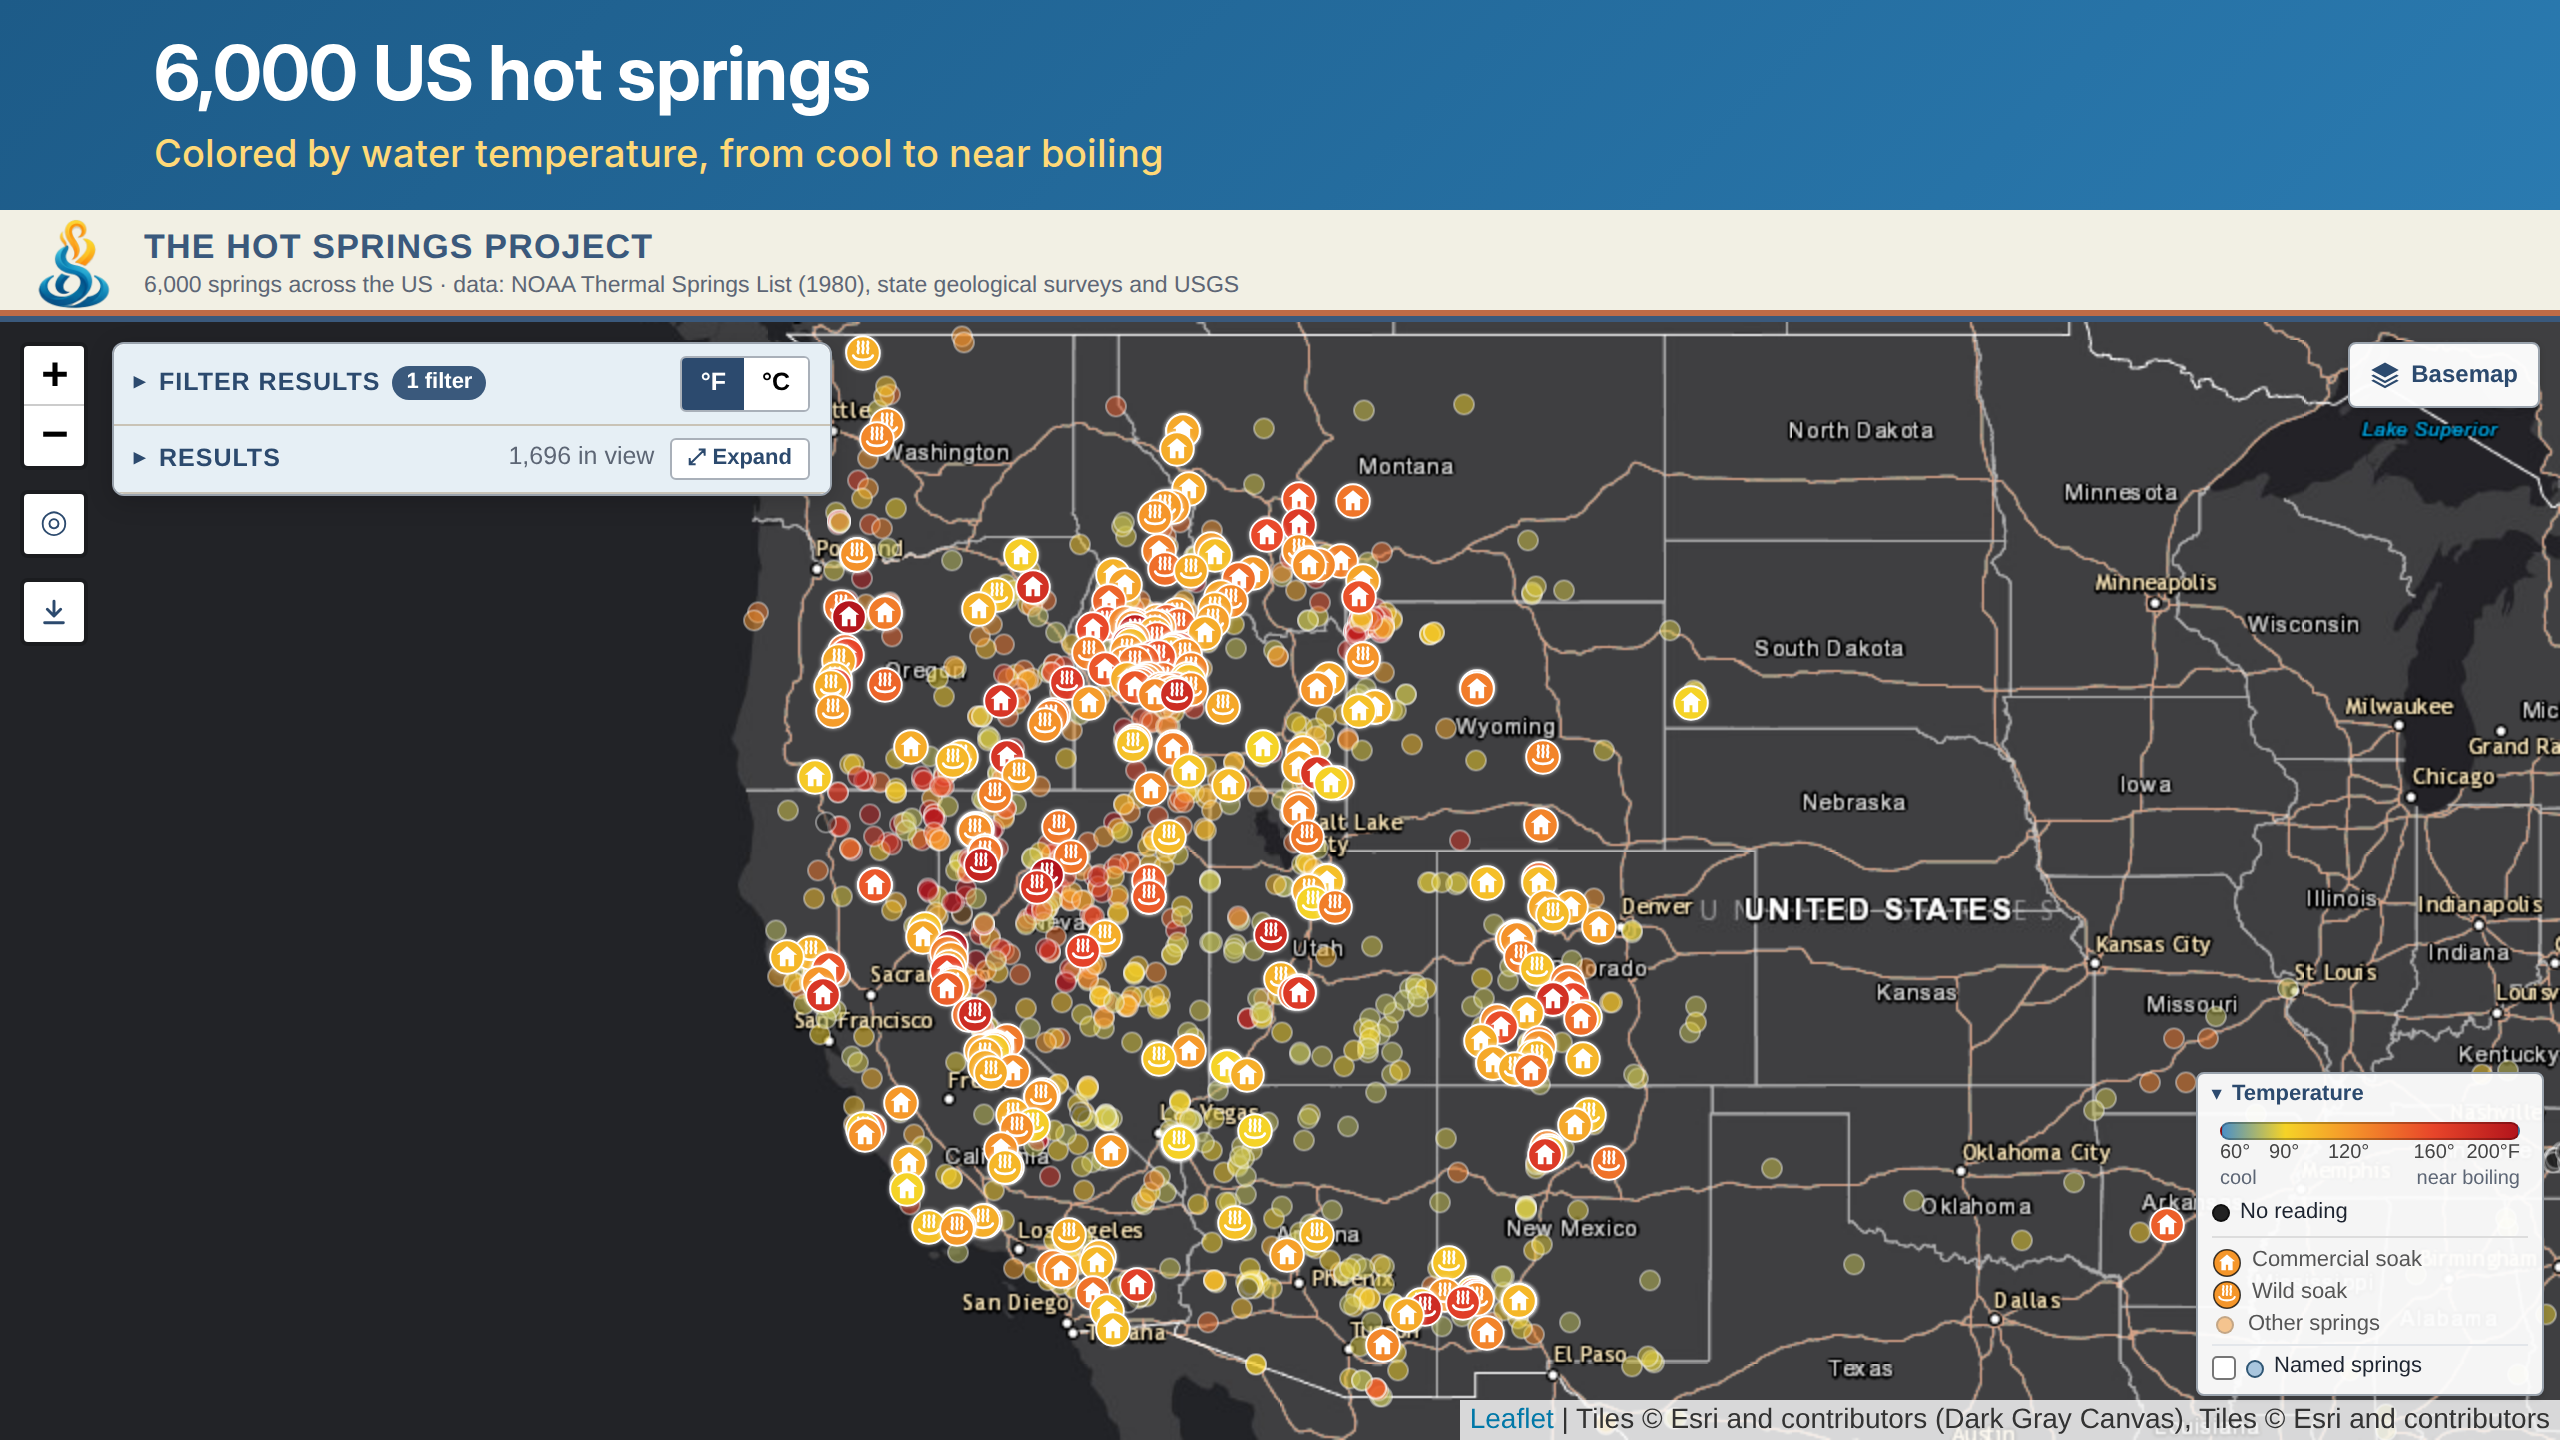 6,000 US hot springs
Colored by water temperature, from cool to near boiling
THE HOT SPRINGS PROJECT
6,000 springs across the US · data: NOAA Thermal Springs List (1980), state geological surveys and USGS
+
−
▸ FILTER RESULTS 1 filter °F °C
▸ RESULTS 1,696 in view Expand
Basemap
Lake Superior
North Dakota
Washington
Montana
Minnesota
Minneapolis
Wisconsin
South Dakota
Oregon
Milwaukee
Wyoming
Grand Ra
Chicago
Iowa
Nebraska
Illinois
Indianapolis
Denver
UNITED STATES
Kansas City
Indiana
Utah
St Louis
Kansas
Missouri
San Francisco
Kentucky
Vegas
Oklahoma City
Oklahoma
New Mexico
Los Angeles
Phoenix
San Diego
Dallas
El Paso
Texas
▾ Temperature
60° 90° 120° 160° 200°F
cool near boiling
No reading
Commercial soak
Wild soak
Other springs
Named springs
Leaflet | Tiles © Esri and contributors (Dark Gray Canvas), Tiles © Esri and contributors